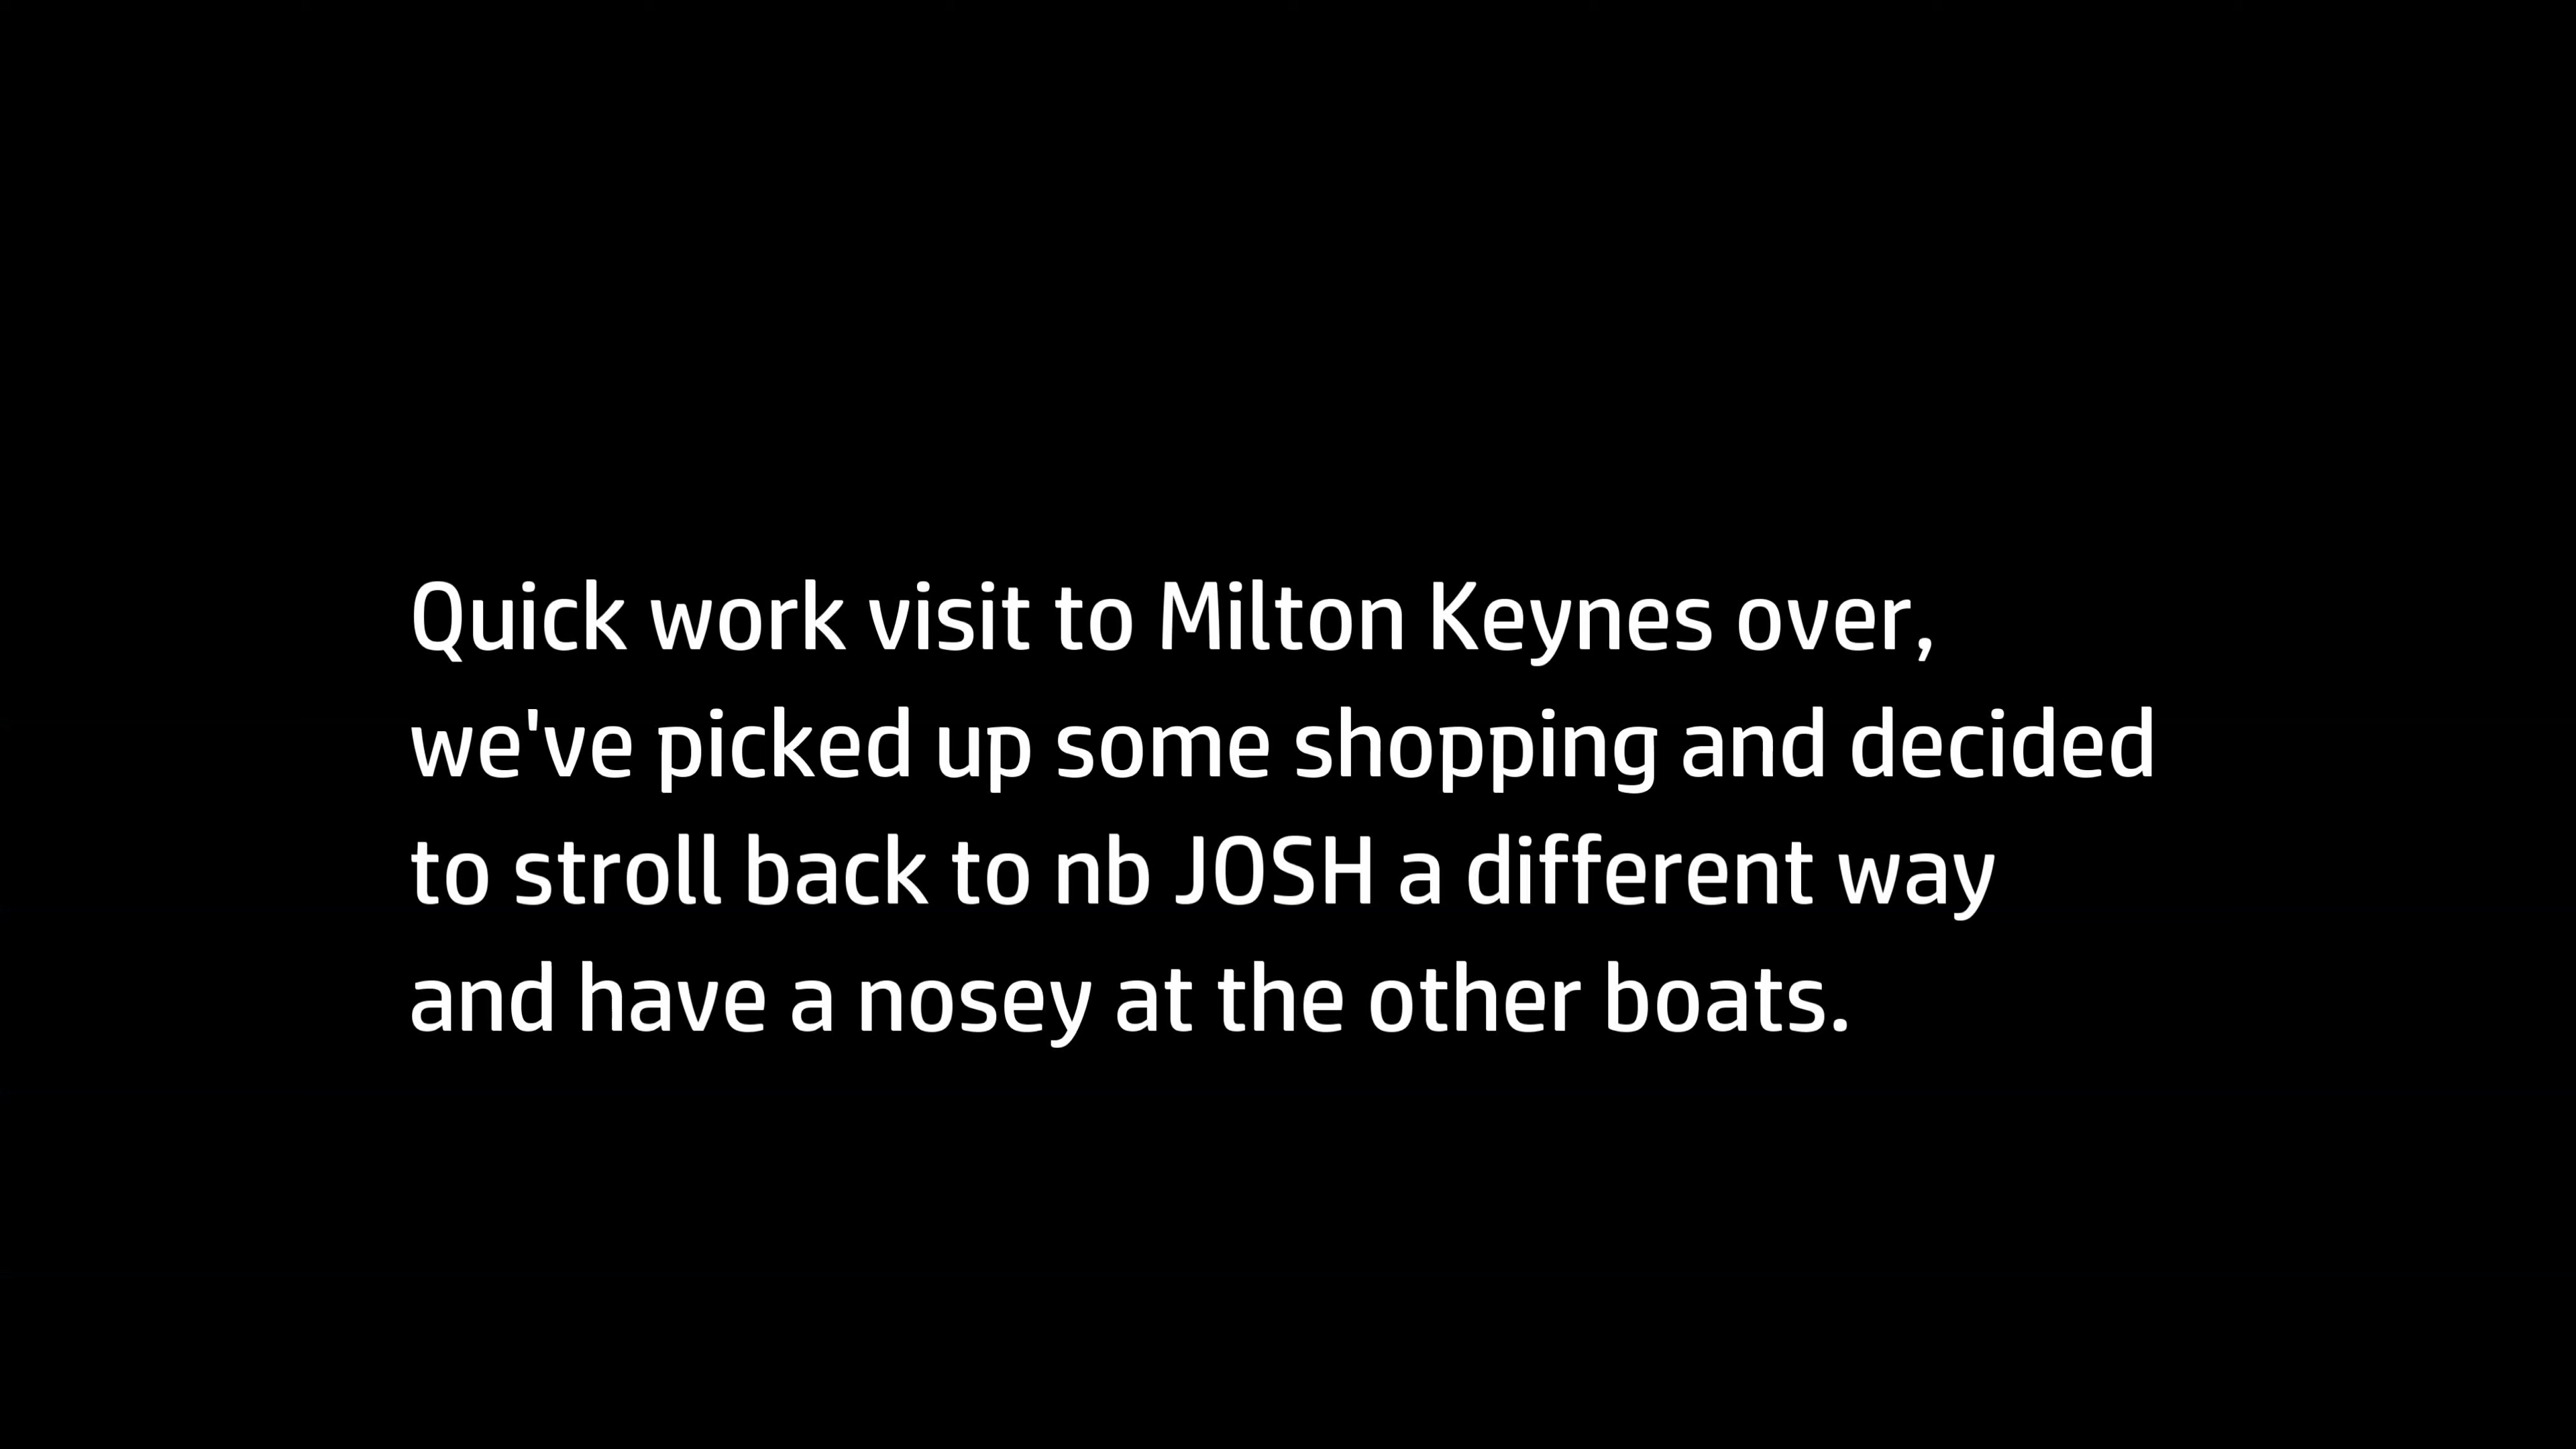 Quick work visit to Milton Keynes over,
we've picked up some shopping and decided
to stroll back to nb JOSH a different way
and have a nosey at the other boats.